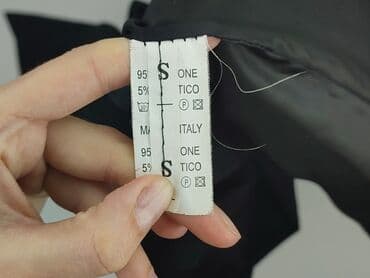 95 S ONE
5% TICO
P
MA ITALY
95 ONE
5% S TICO
P